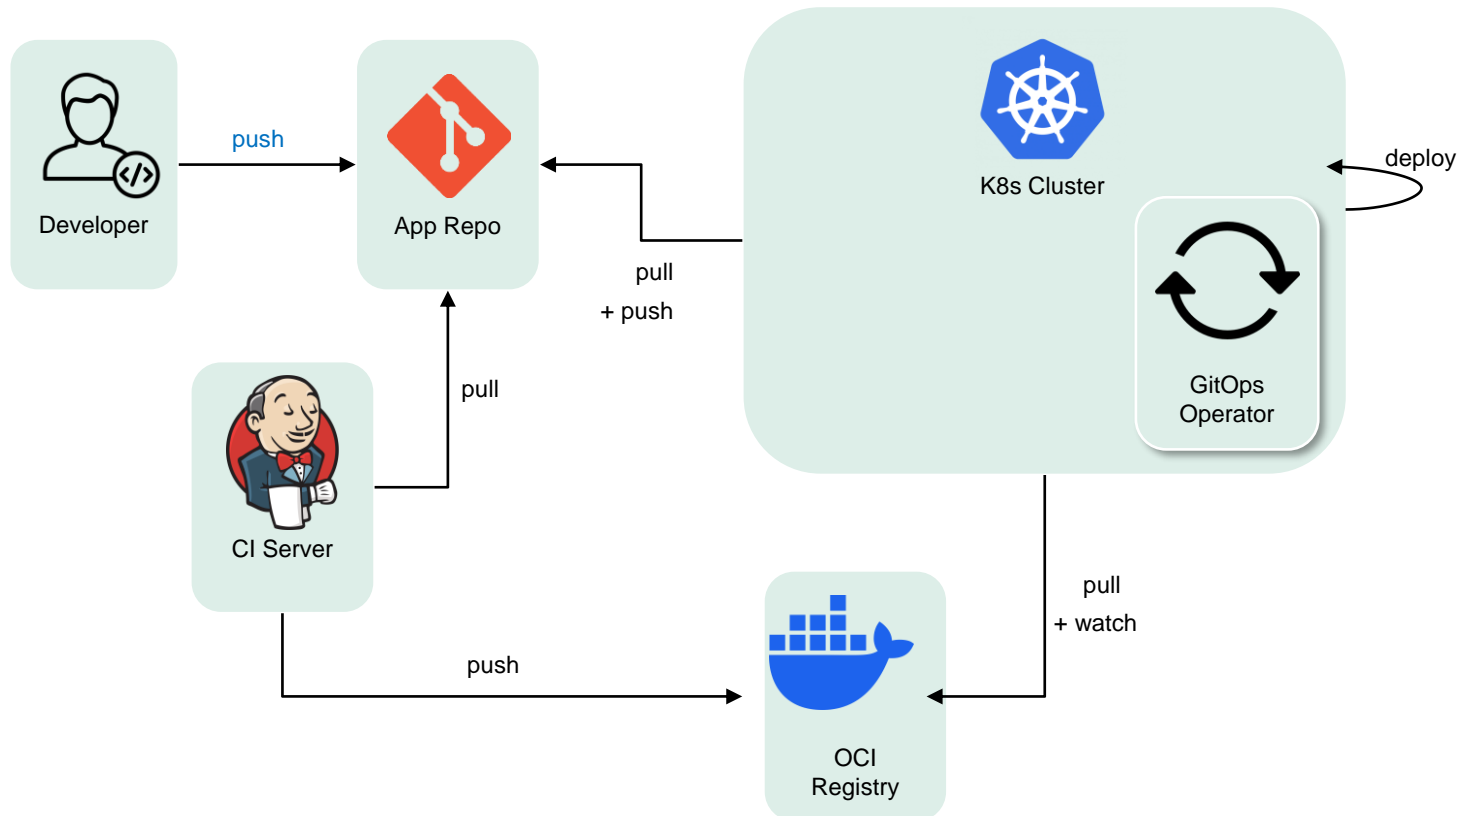 push
Developer
App Repo
K8s Cluster
deploy
pull
+ push
GitOps
Operator
pull
CI Server
pull
+ watch
push
OCI
Registry